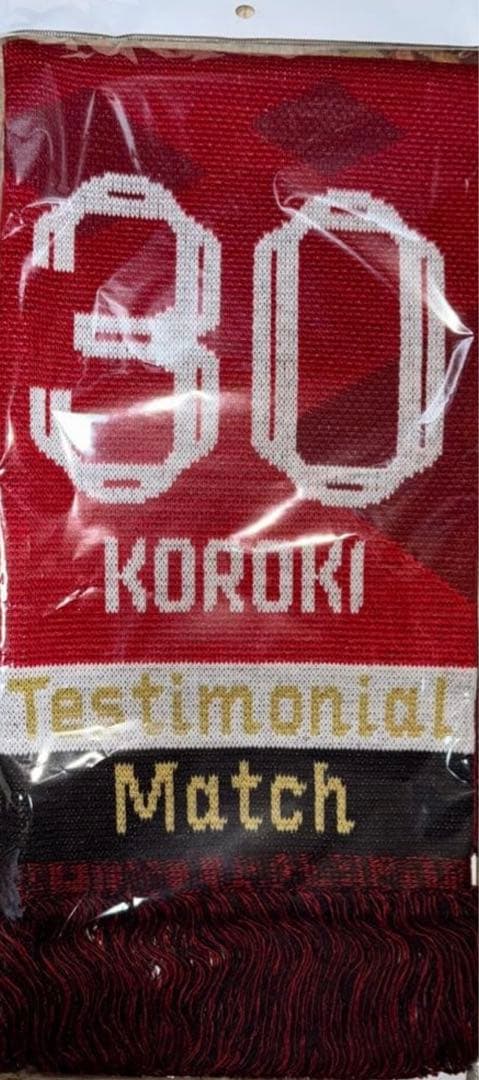 30
KOROKI
Testimonial
Match